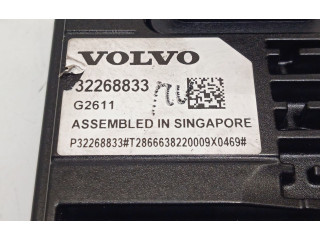 VOLVO
32268833
G2611
ASSEMBLED IN SINGAPORE
P32268833#T2866638220009X0469#